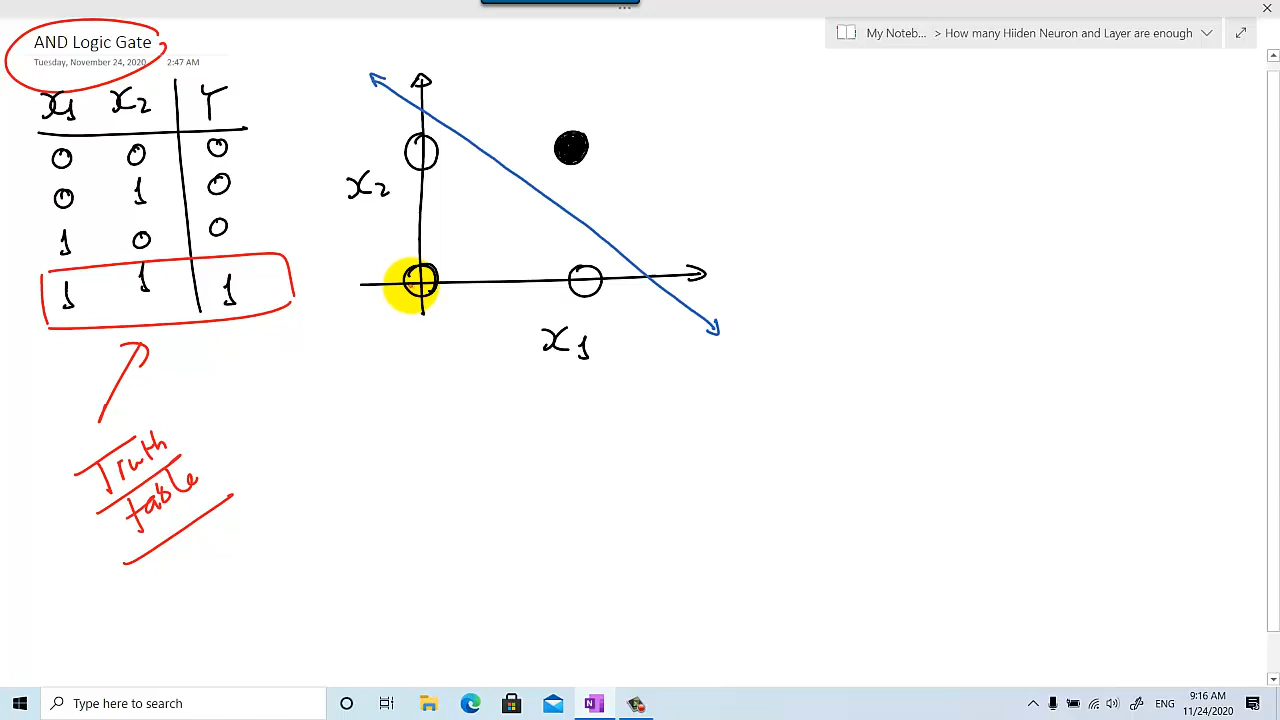 AND Logic Gate
Tuesday, November 24, 2020 2:47 AM
My Noteb... > How many Hiiden Neuron and Layer are enough
x1 x2 Y
0 0 0
0 1 0
1 0 0
1 1 1
x2
x1
Truth
table
Type here to search
ENG
9:16 AM
11/24/2020